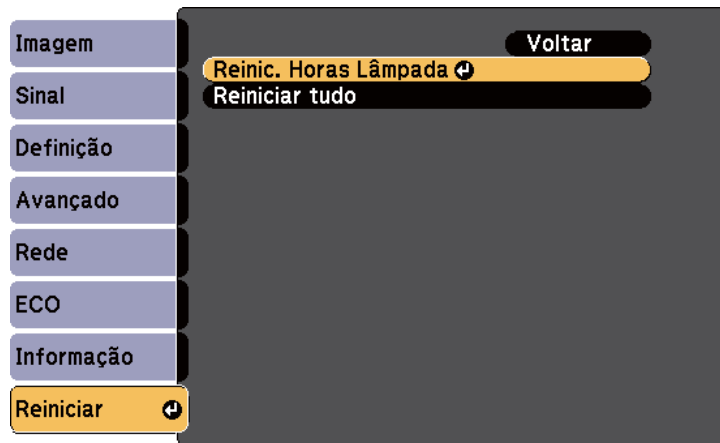 Imagem
Sinal
Definição
Avançado
Rede
ECO
Informação
Reiniciar
Voltar
Reinic. Horas Lâmpada
Reiniciar tudo